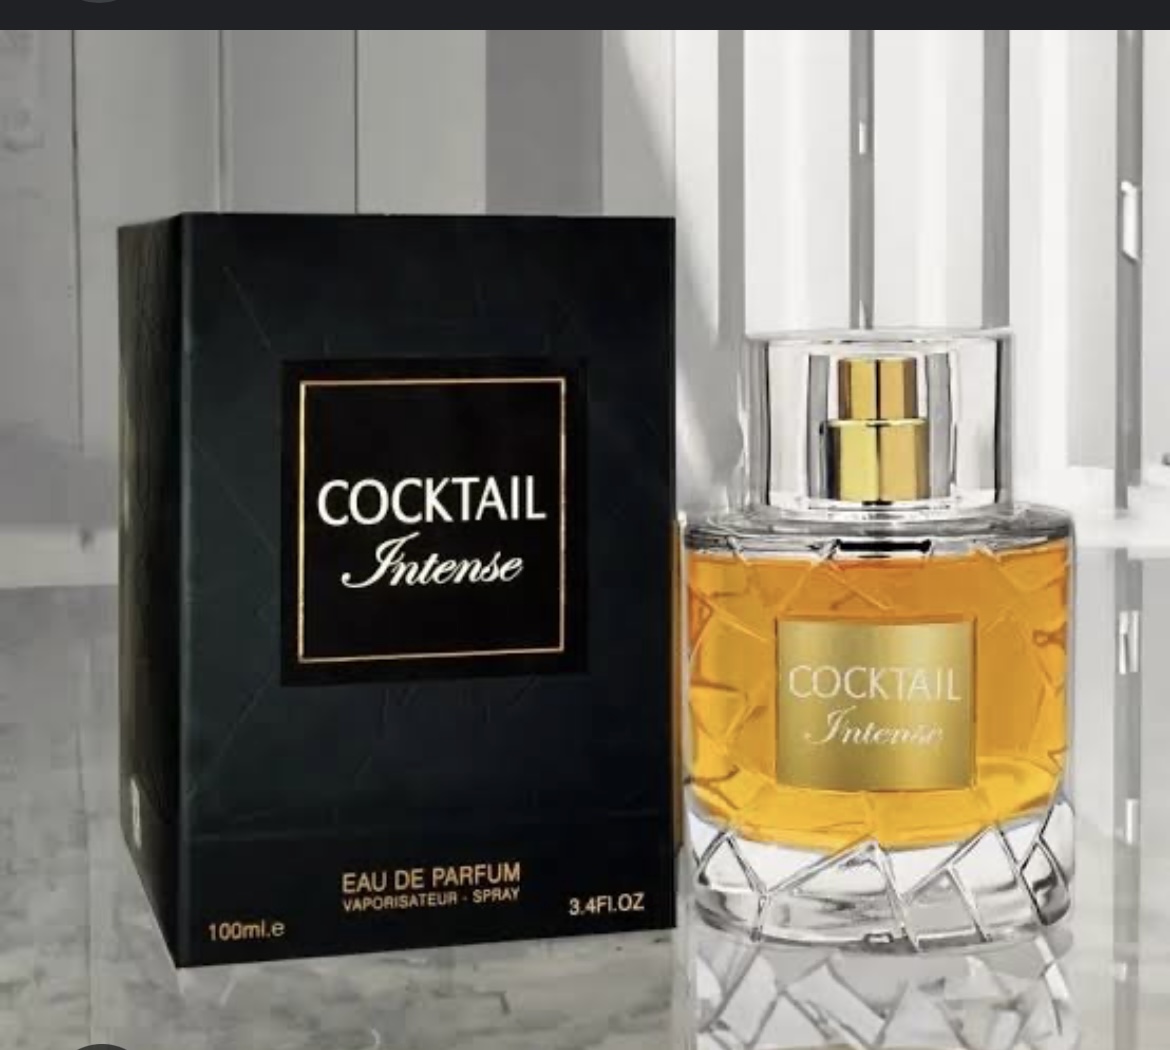 COCKTAIL
Intense
EAU DE PARFUM
VAPORISATEUR - SPRAY
100ml.e
3.4Fl.OZ
COCKTAIL
Intense